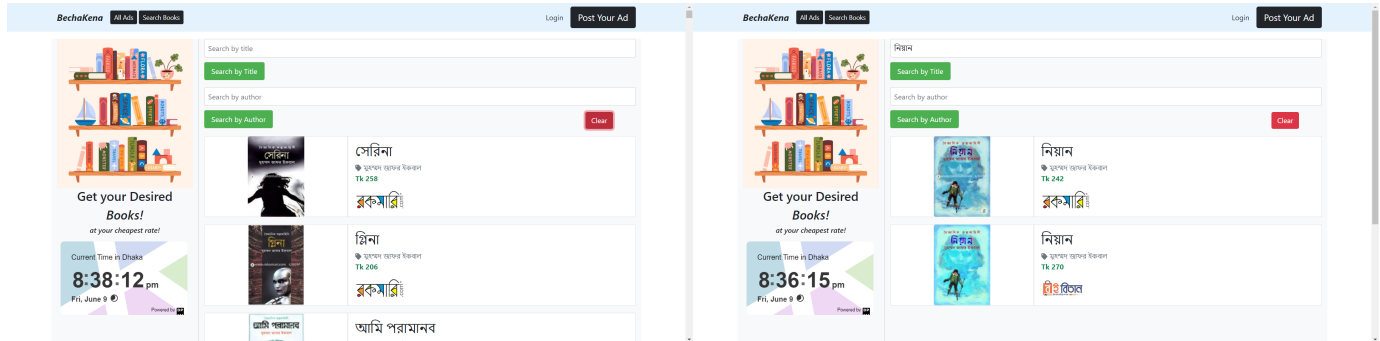 BechaKena All Ads Search Books Login Post Your Ad
Search by title
Search by Title
Search by author
Search by Author
Clear
Get your Desired
Books!
at your cheapest rate!
Current Time in Dhaka
8:38:12 pm
Fri, June 9
Powered by
সেরিনা
মুহম্মদ জাফর ইকবাল
Tk 258
রকমারি
.com
প্লিনা
মুহম্মদ জাফর ইকবাল
Tk 206
রকমারি
.com
আমি পরামানব
BechaKena All Ads Search Books Login Post Your Ad
নিয়ান
Search by Title
Search by author
Search by Author
Clear
Get your Desired
Books!
at your cheapest rate!
Current Time in Dhaka
8:36:15 pm
Fri, June 9
Powered by
নিয়ান
মুহম্মদ জাফর ইকবাল
Tk 242
রকমারি
.com
নিয়ান
মুহম্মদ জাফর ইকবাল
Tk 270
বইবিতান